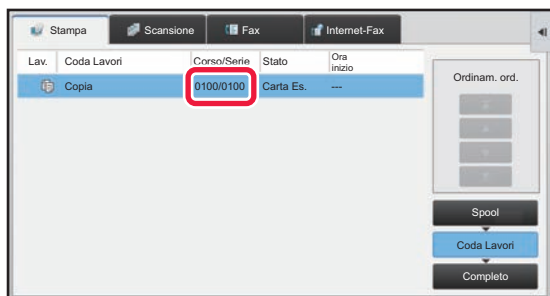 Stampa Scansione Fax Internet-Fax
Lav. Coda Lavori Corso/Serie Stato Ora inizio
Copia 0100/0100 Carta Es. ---
Ordinam. ord.
Spool
Coda Lavori
Completo